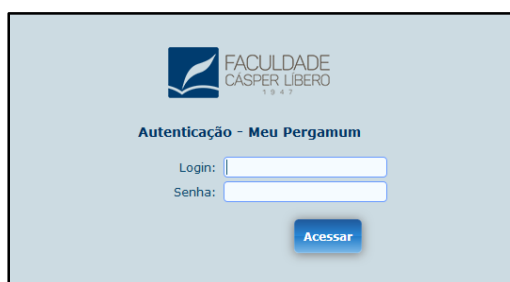 FACULDADE
CÁSPER LÍBERO
1947
Autenticação - Meu Pergamum
Login:
Senha:
Acessar